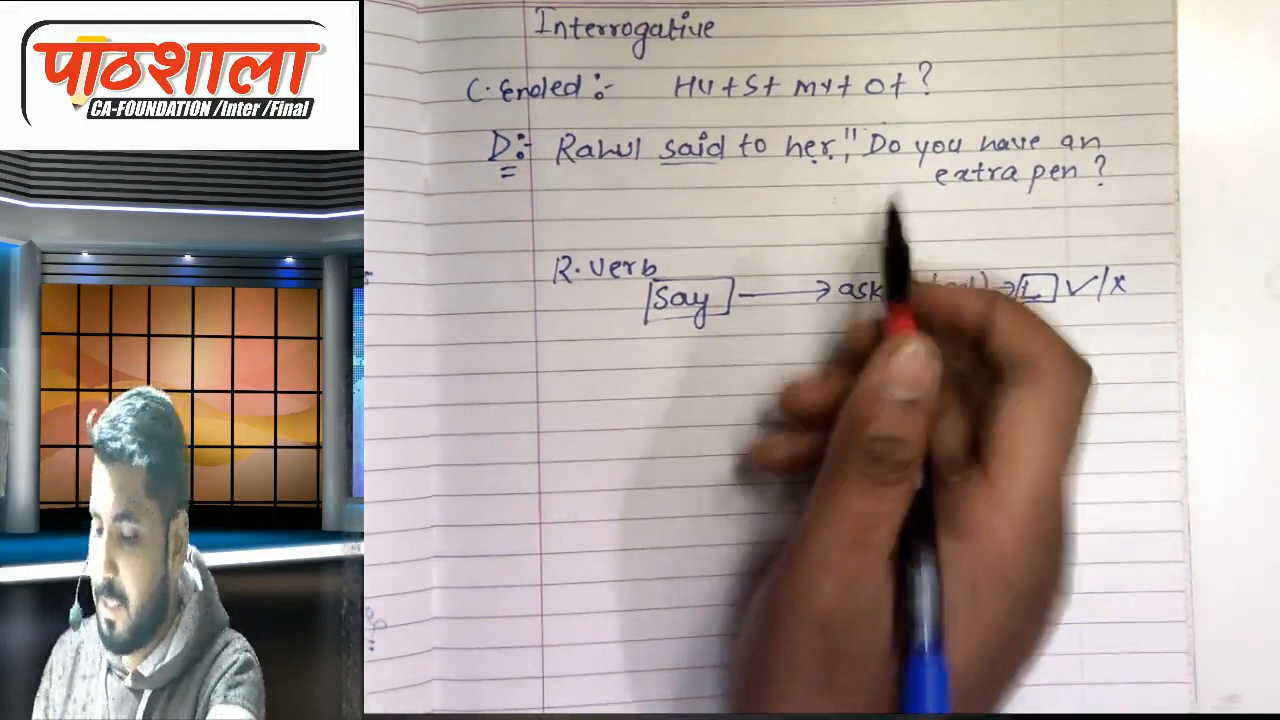 पाठशाला
CA-FOUNDATION /Inter /Final
Interrogative
C. Ended :- HV + S + MV + O + ?
D:- Rahul said to her, "Do you have an
extra pen ?
R. verb
Say → ask
✓/x